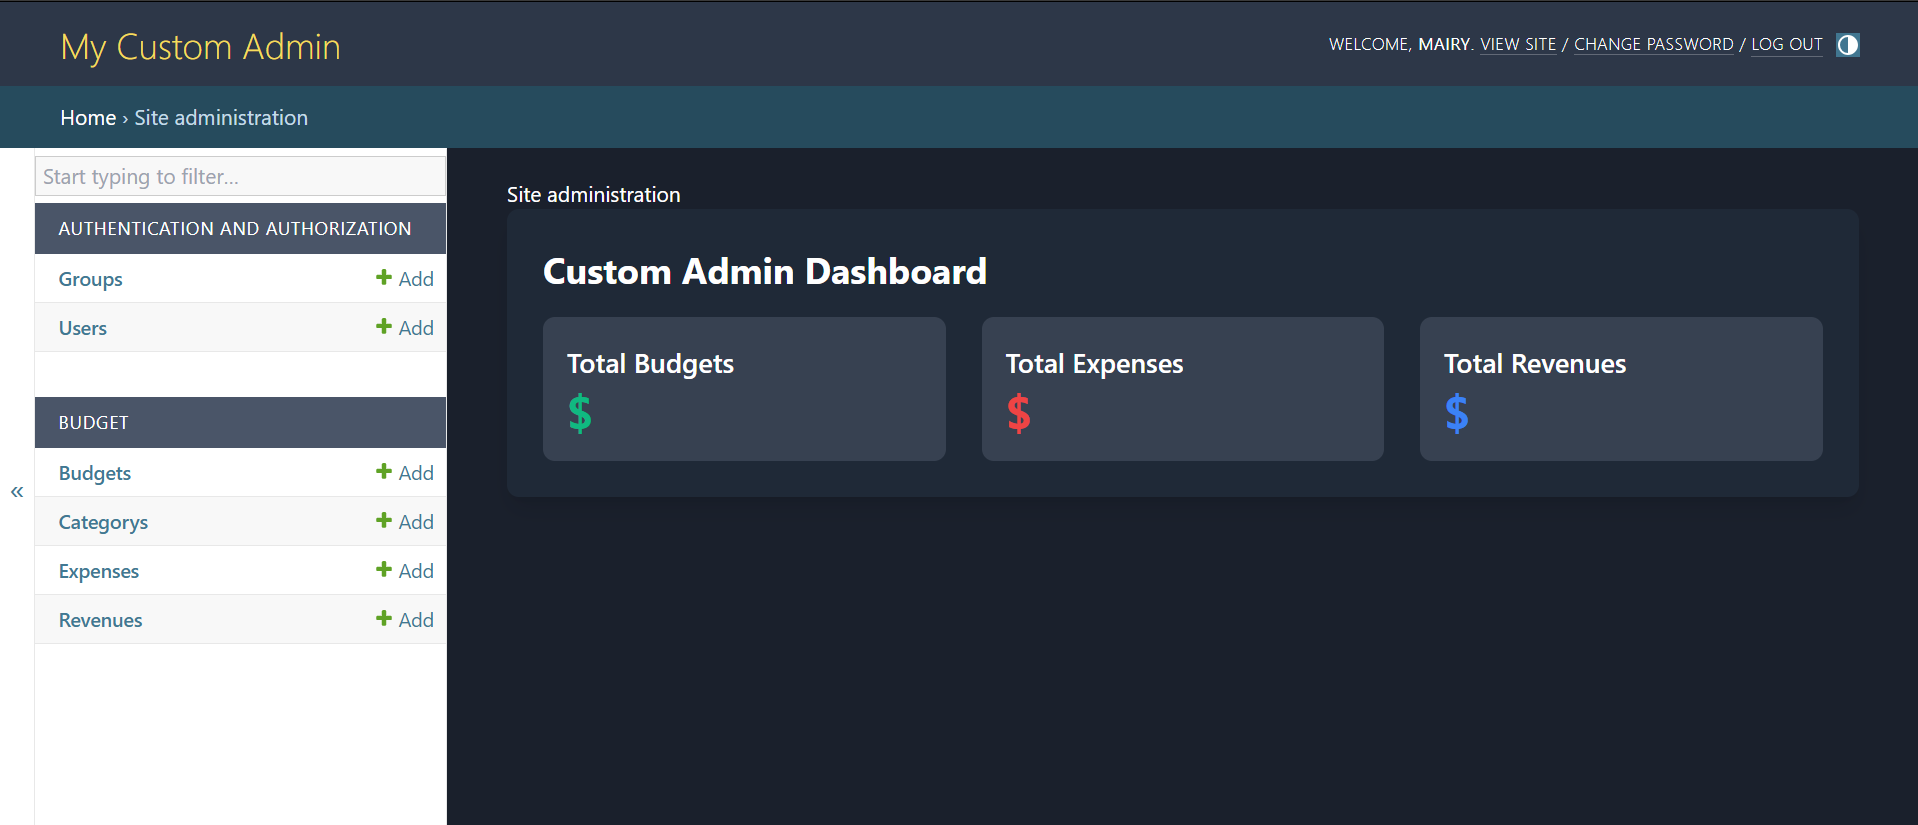 My Custom Admin
WELCOME, MAIRY. VIEW SITE / CHANGE PASSWORD / LOG OUT
Home › Site administration
Start typing to filter...
AUTHENTICATION AND AUTHORIZATION
Groups Add
Users Add
BUDGET
Budgets Add
Categorys Add
Expenses Add
Revenues Add
«
Site administration
Custom Admin Dashboard
Total Budgets
$
Total Expenses
$
Total Revenues
$